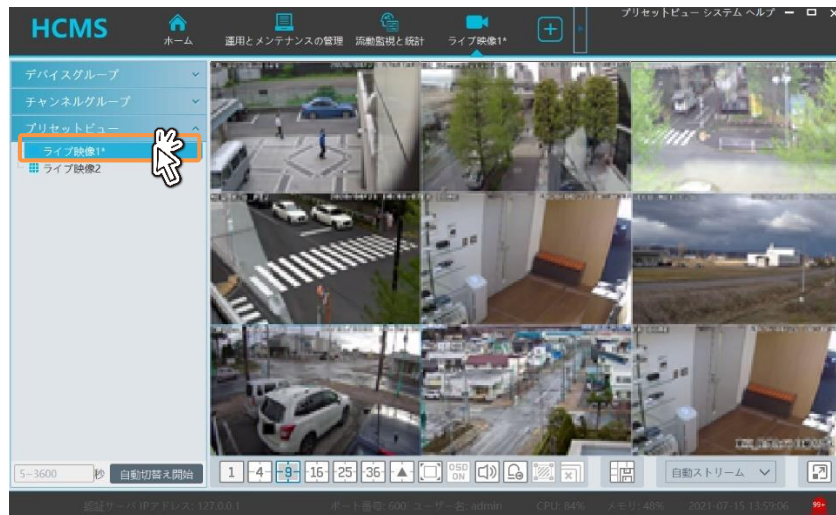 HCMS
ホーム
運用とメンテナンスの管理
流動監視と統計
ライブ映像1*
プリセットビュー システム ヘルプ
デバイスグループ
チャンネルグループ
プリセットビュー
ライブ映像1*
ライブ映像2
5~3600 秒 自動切替え開始
1 4 9 16 25 36 OSD ON 自動ストリーム
認証サーバ IPアドレス: 127.0.0.1 ポート番号: 600 ユーザー名: admin CPU: 84% メモリ: 48% 2021-07-15 13:59:06 99+